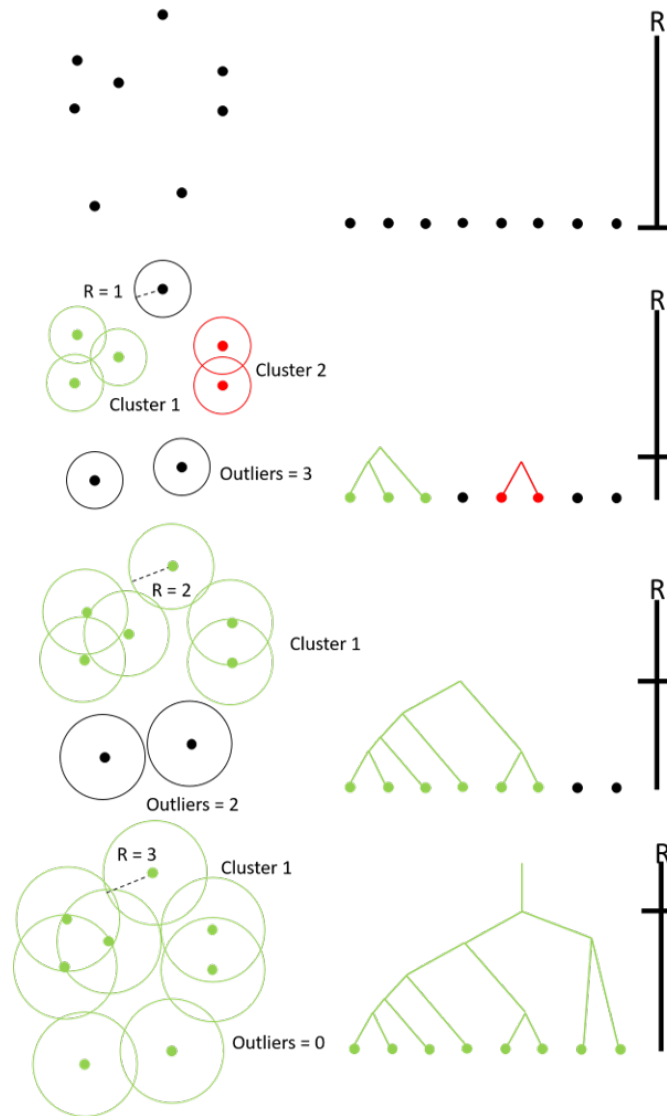 R
R
R = 1
Cluster 2
Cluster 1
Outliers = 3
R
R = 2
Cluster 1
Outliers = 2
R
R = 3
Cluster 1
Outliers = 0